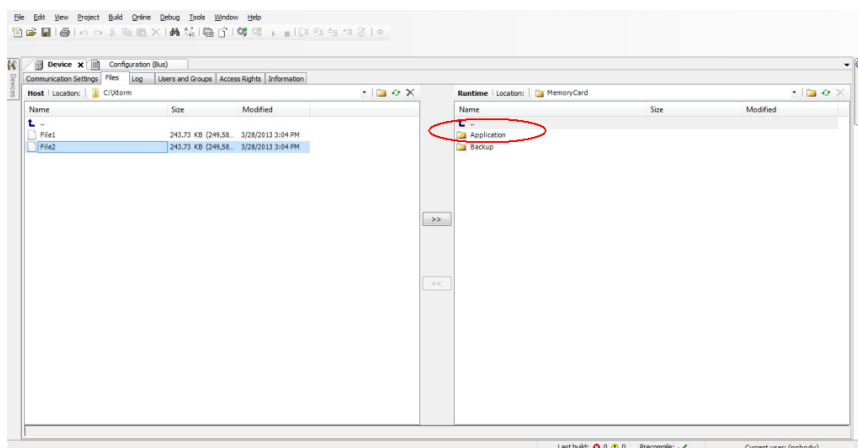 File Edit View Project Build Online Debug Tools Window Help
Device Configuration (Bus)
Devices
Communication Settings Files Log Users and Groups Access Rights Information
Host Location: C:\Xtorm Runtime Location: MemoryCard
Name Size Modified Name Size Modified
.. ..
File1 243.73 KB (249,58... 3/28/2013 3:04 PM Application
File2 243.73 KB (249,58... 3/28/2013 3:04 PM Backup
>>
<<
Last build: 0 0 Precompile: Current user: (nobody)